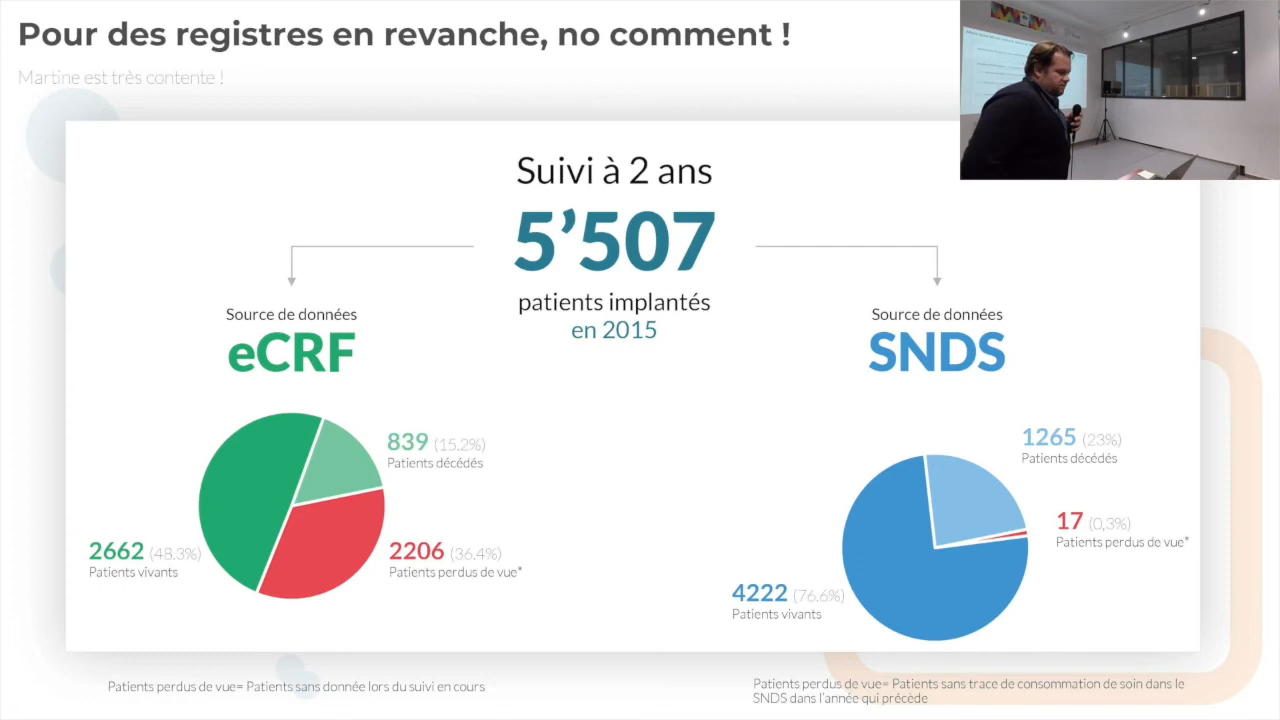 Pour des registres en revanche, no comment !
Martine est très contente !
Suivi à 2 ans
5’507
patients implantés
en 2015
Source de données
eCRF
839 (15.2%)
Patients décédés
2662 (48.3%)
Patients vivants
2206 (36.4%)
Patients perdus de vue*
Source de données
SNDS
1265 (23%)
Patients décédés
17 (0,3%)
Patients perdus de vue*
4222 (76.6%)
Patients vivants
Patients perdus de vue= Patients sans donnée lors du suivi en cours
Patients perdus de vue= Patients sans trace de consommation de soin dans le
SNDS dans l’année qui précède